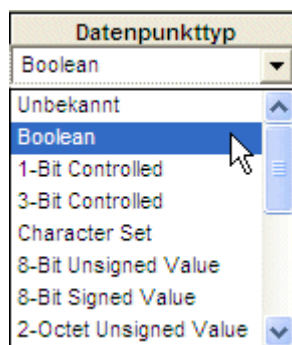 Datenpunkttyp
Boolean
Unbekannt
Boolean
1-Bit Controlled
3-Bit Controlled
Character Set
8-Bit Unsigned Value
8-Bit Signed Value
2-Octet Unsigned Value